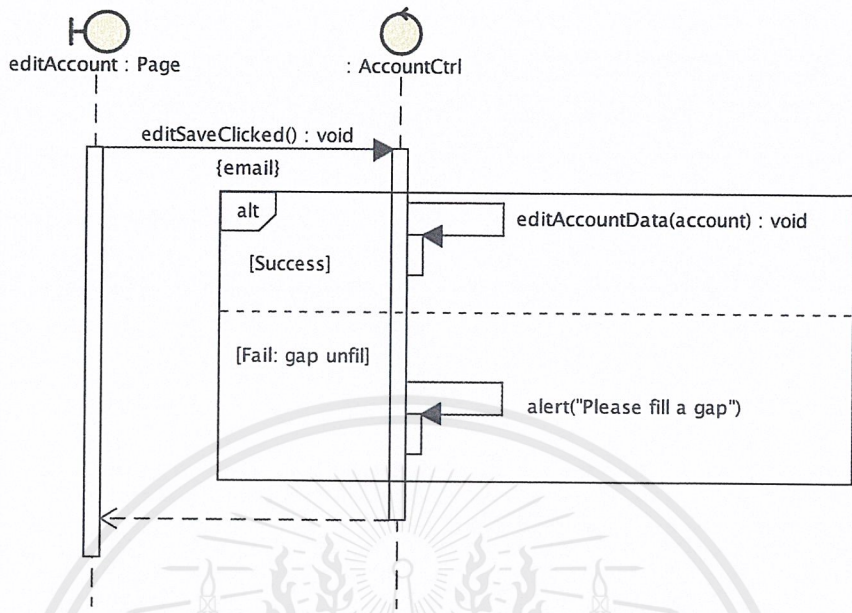 editAccount : Page
: AccountCtrl
editSaveClicked() : void
{email}
alt
editAccountData(account) : void
[Success]
[Fail: gap unfil]
alert("Please fill a gap")